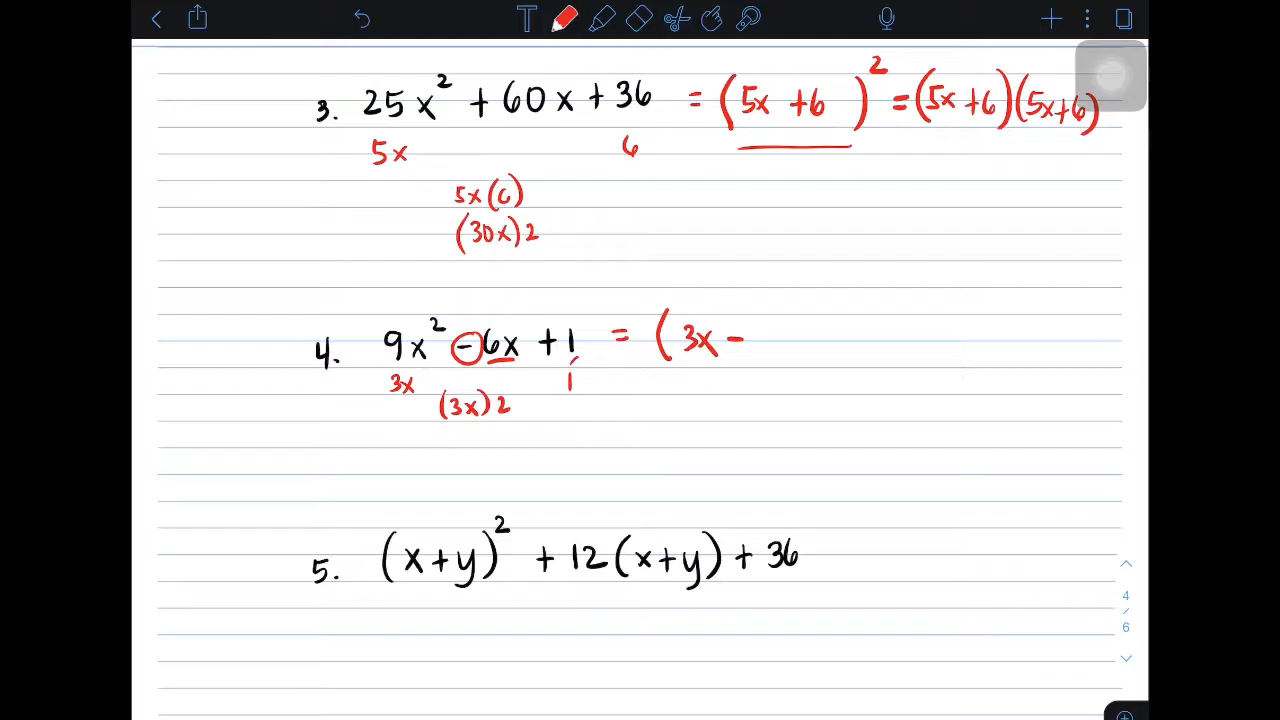 3. 25x² + 60x + 36 = (5x + 6)² = (5x + 6)(5x + 6)
5x 6
5x(6)
(30x)2
4. 9x² - 6x + 1 = (3x -
3x 1
(3x)2
5. (x+y)² + 12(x+y) + 36
4
/
6